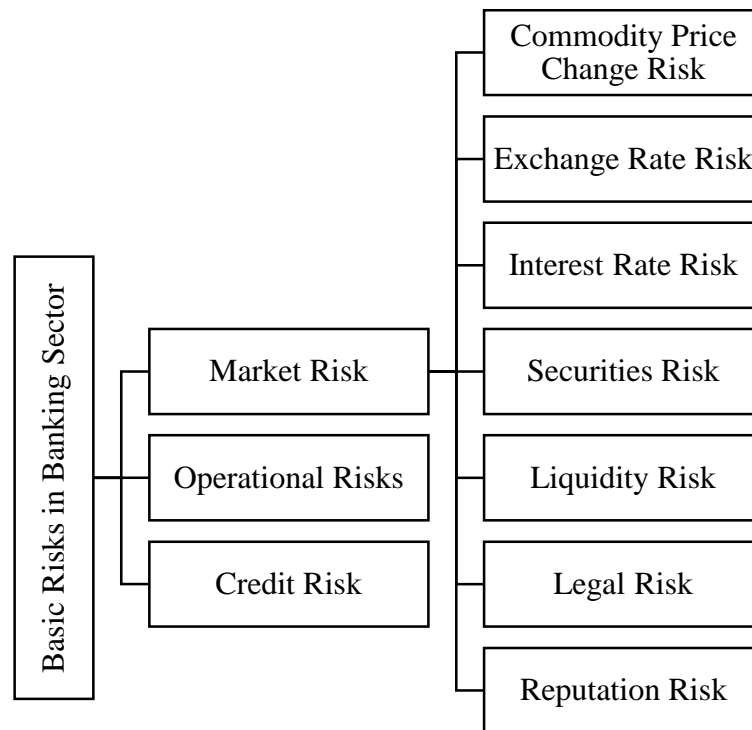 Basic Risks in Banking Sector
Market Risk
Operational Risks
Credit Risk
Commodity Price
Change Risk
Exchange Rate Risk
Interest Rate Risk
Securities Risk
Liquidity Risk
Legal Risk
Reputation Risk